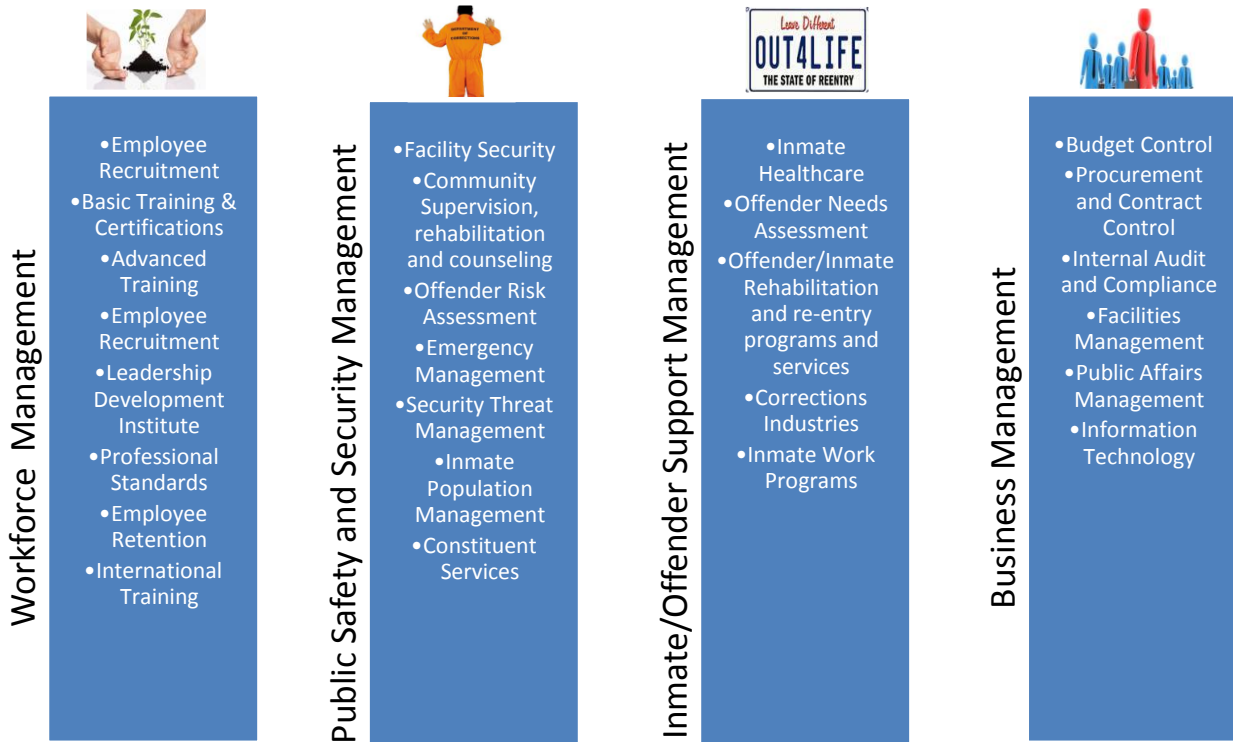 DEPARTMENT
OF
CORRECTIONS
Leave Different
OUT4LIFE
THE STATE OF REENTRY
Workforce Management
•Employee
Recruitment
•Basic Training &
Certifications
•Advanced
Training
•Employee
Recruitment
•Leadership
Development
Institute
•Professional
Standards
•Employee
Retention
•International
Training
Public Safety and Security Management
•Facility Security
•Community
Supervision,
rehabilitation
and counseling
•Offender Risk
Assessment
•Emergency
Management
•Security Threat
Management
•Inmate
Population
Management
•Constituent
Services
Inmate/Offender Support Management
•Inmate
Healthcare
•Offender Needs
Assessment
•Offender/Inmate
Rehabilitation
and re-entry
programs and
services
•Corrections
Industries
•Inmate Work
Programs
Business Management
•Budget Control
•Procurement
and Contract
Control
•Internal Audit
and Compliance
•Facilities
Management
•Public Affairs
Management
•Information
Technology